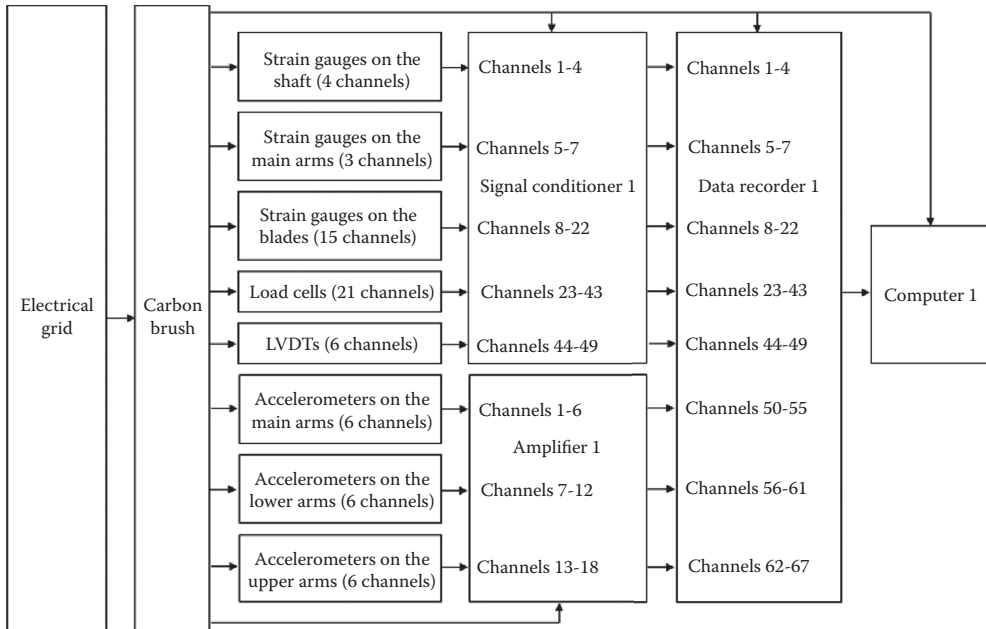 Electrical
grid
Carbon
brush
Strain gauges on the
shaft (4 channels)
Strain gauges on the
main arms (3 channels)
Strain gauges on the
blades (15 channels)
Load cells (21 channels)
LVDTs (6 channels)
Accelerometers on the
main arms (6 channels)
Accelerometers on the
lower arms (6 channels)
Accelerometers on the
upper arms (6 channels)
Channels 1-4
Channels 5-7
Signal conditioner 1
Channels 8-22
Channels 23-43
Channels 44-49
Channels 1-6
Amplifier 1
Channels 7-12
Channels 13-18
Channels 1-4
Channels 5-7
Data recorder 1
Channels 8-22
Channels 23-43
Channels 44-49
Channels 50-55
Channels 56-61
Channels 62-67
Computer 1